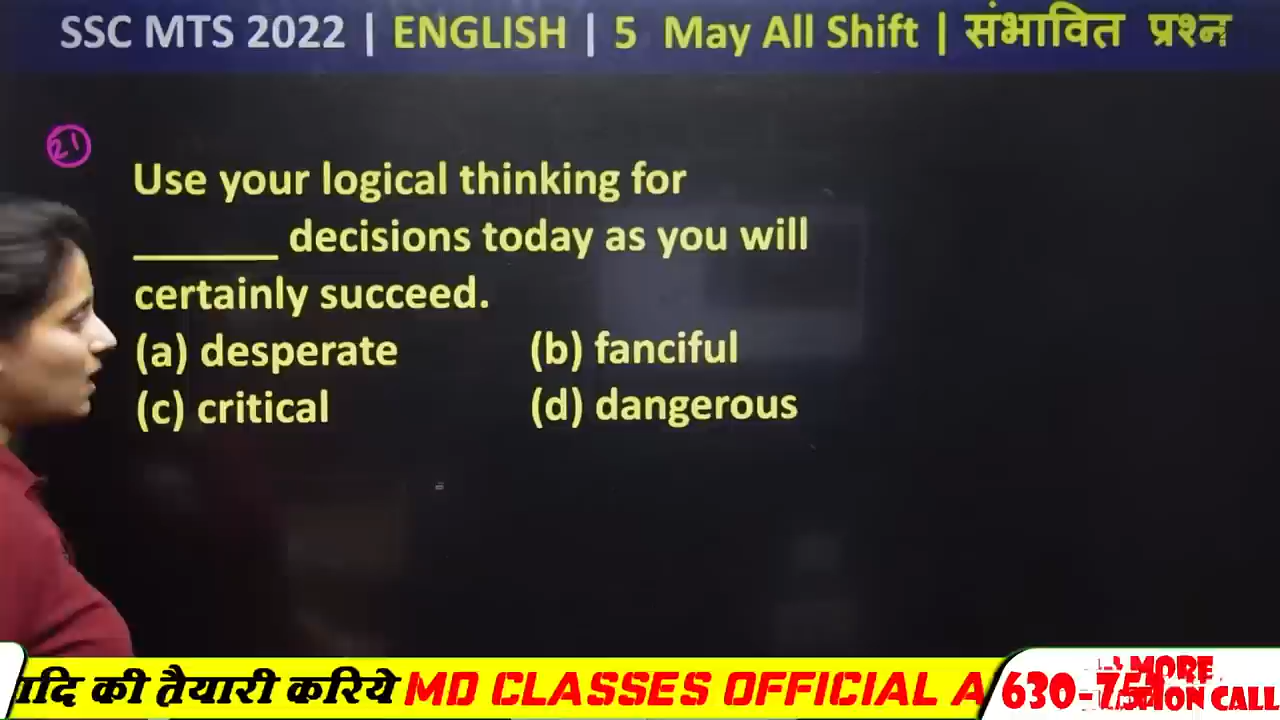 SSC MTS 2022 | ENGLISH | 5 May All Shift | संभावित प्रश्न
21
Use your logical thinking for
______ decisions today as you will
certainly succeed.
(a) desperate (b) fanciful
(c) critical (d) dangerous
की तैयारी करिये MD CLASSES OFFICIAL A
MORE
630-75
CALL